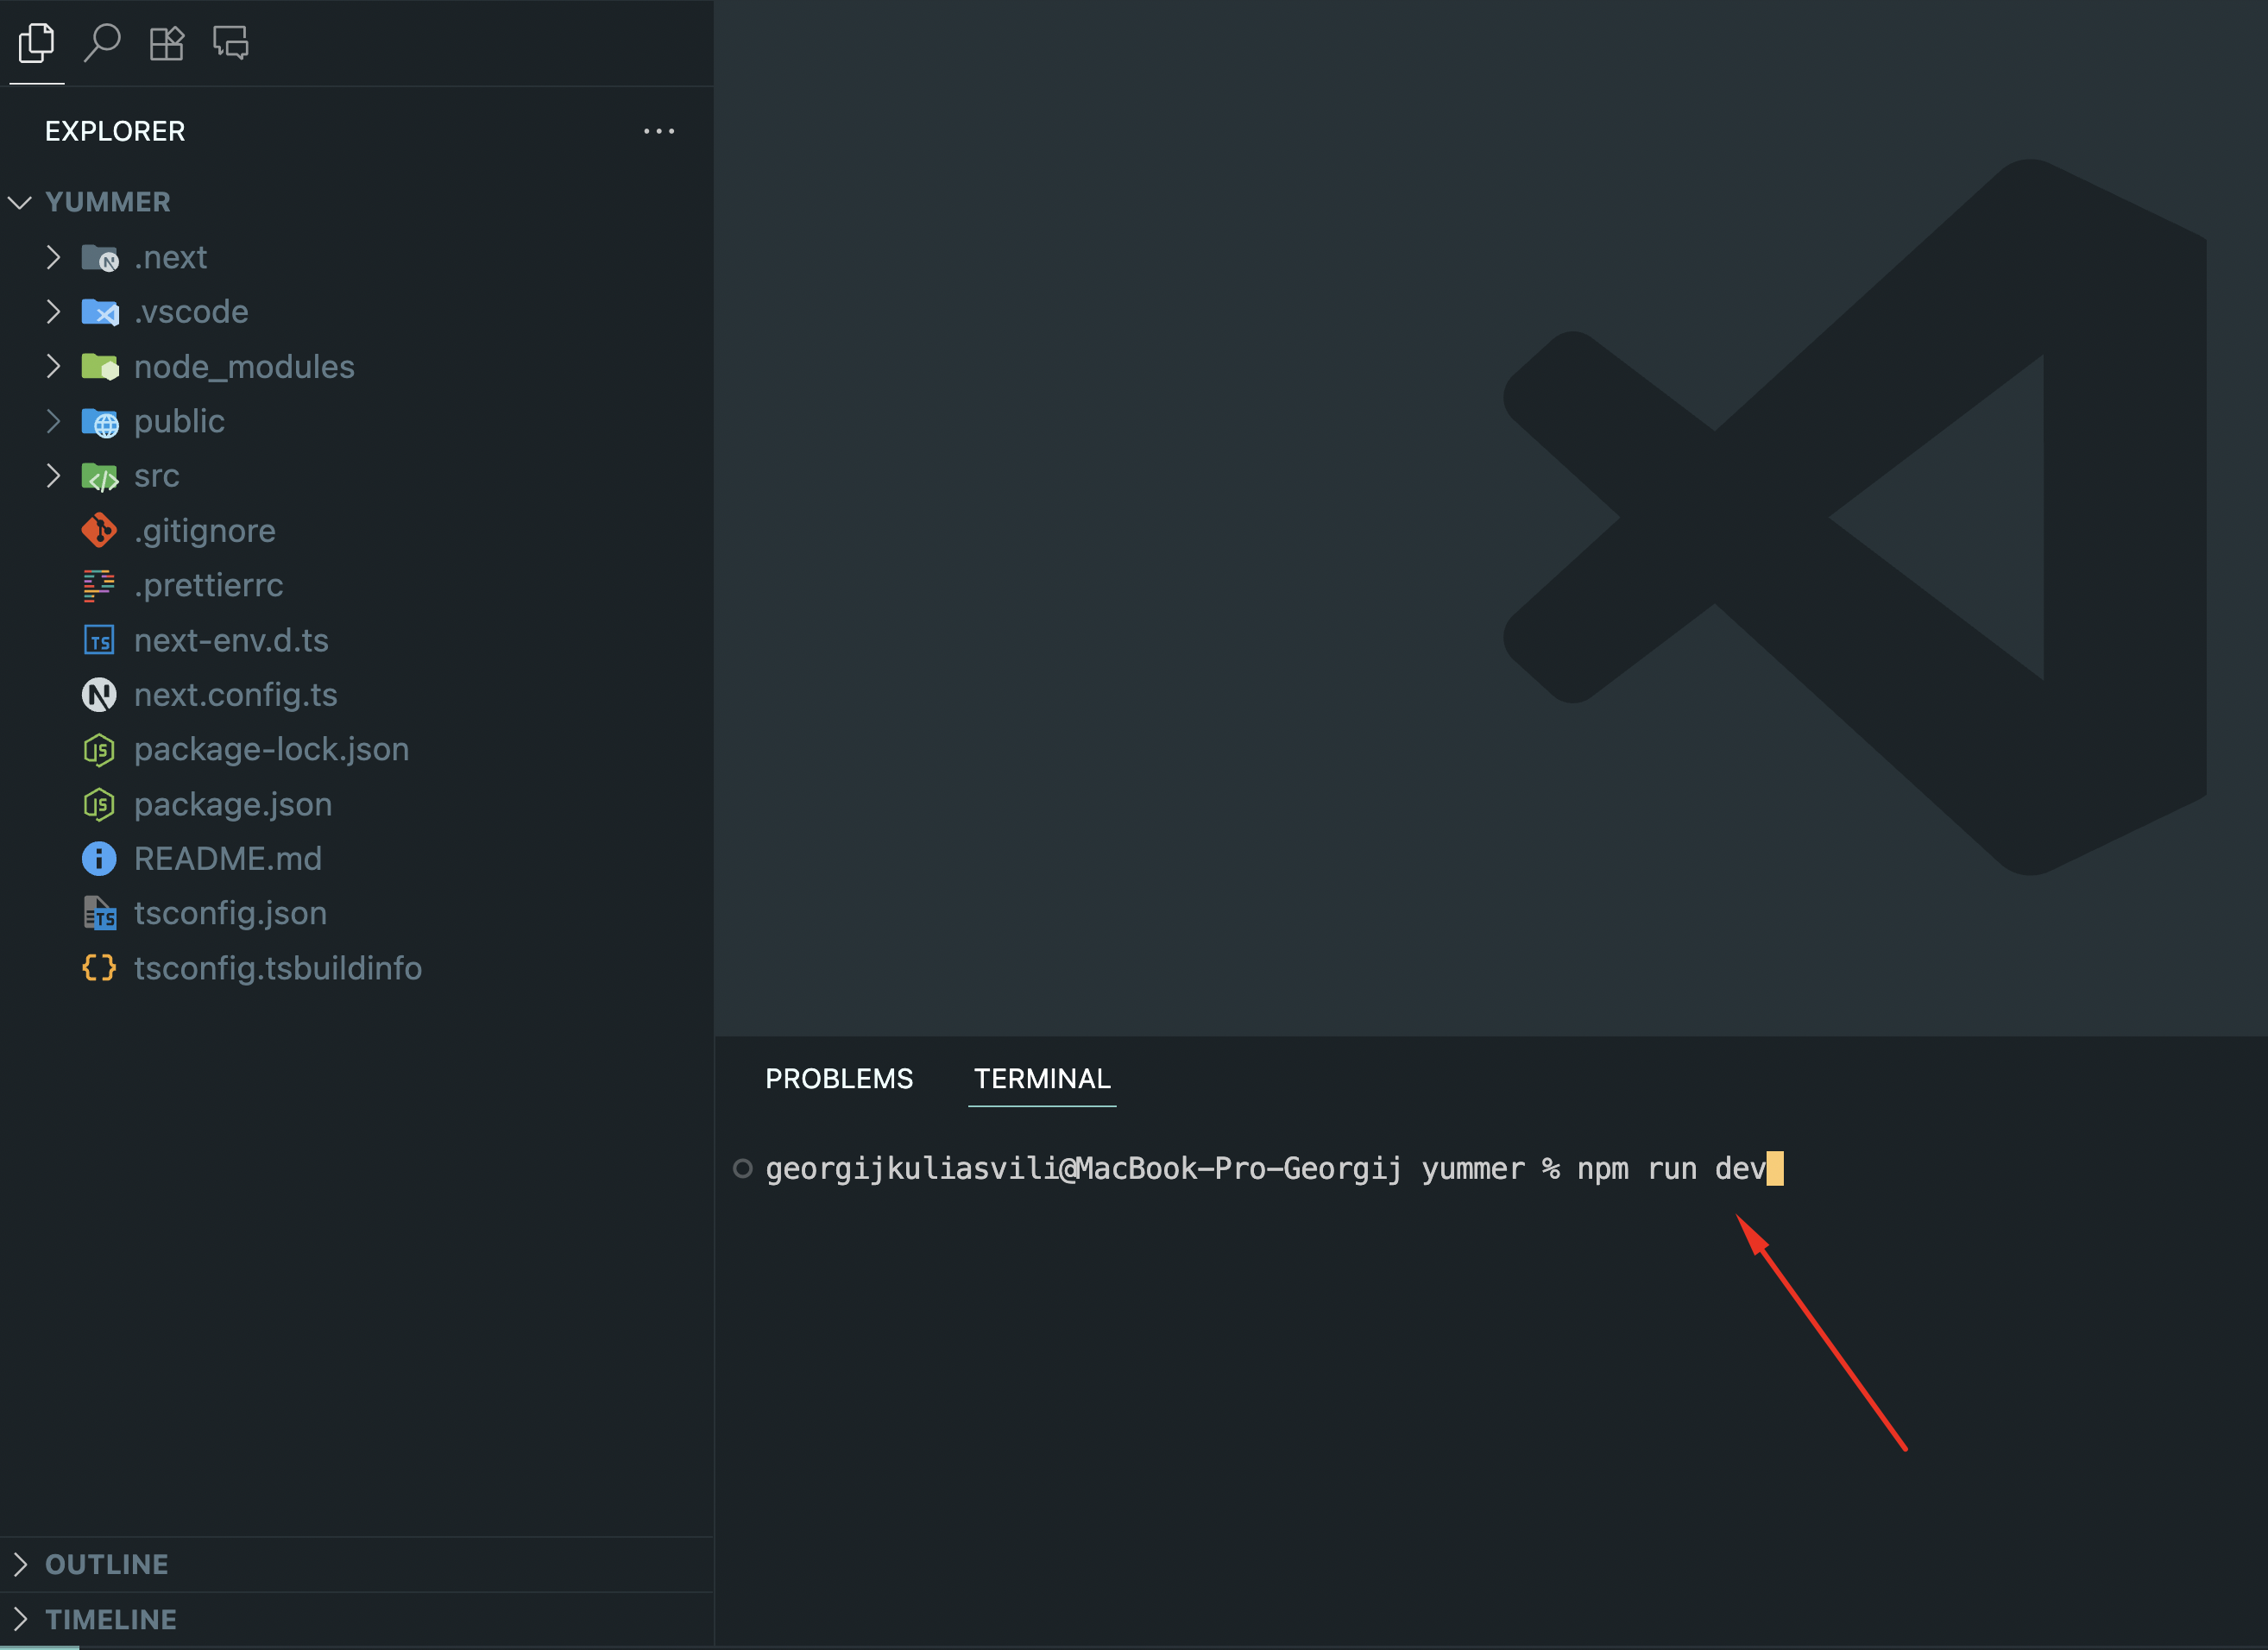 EXPLORER
YUMMER
.next
.vscode
node_modules
public
src
.gitignore
.prettierrc
next-env.d.ts
next.config.ts
package-lock.json
package.json
README.md
tsconfig.json
tsconfig.tsbuildinfo
OUTLINE
TIMELINE
PROBLEMS TERMINAL
georgijkuliasvili@MacBook-Pro-Georgij yummer % npm run dev